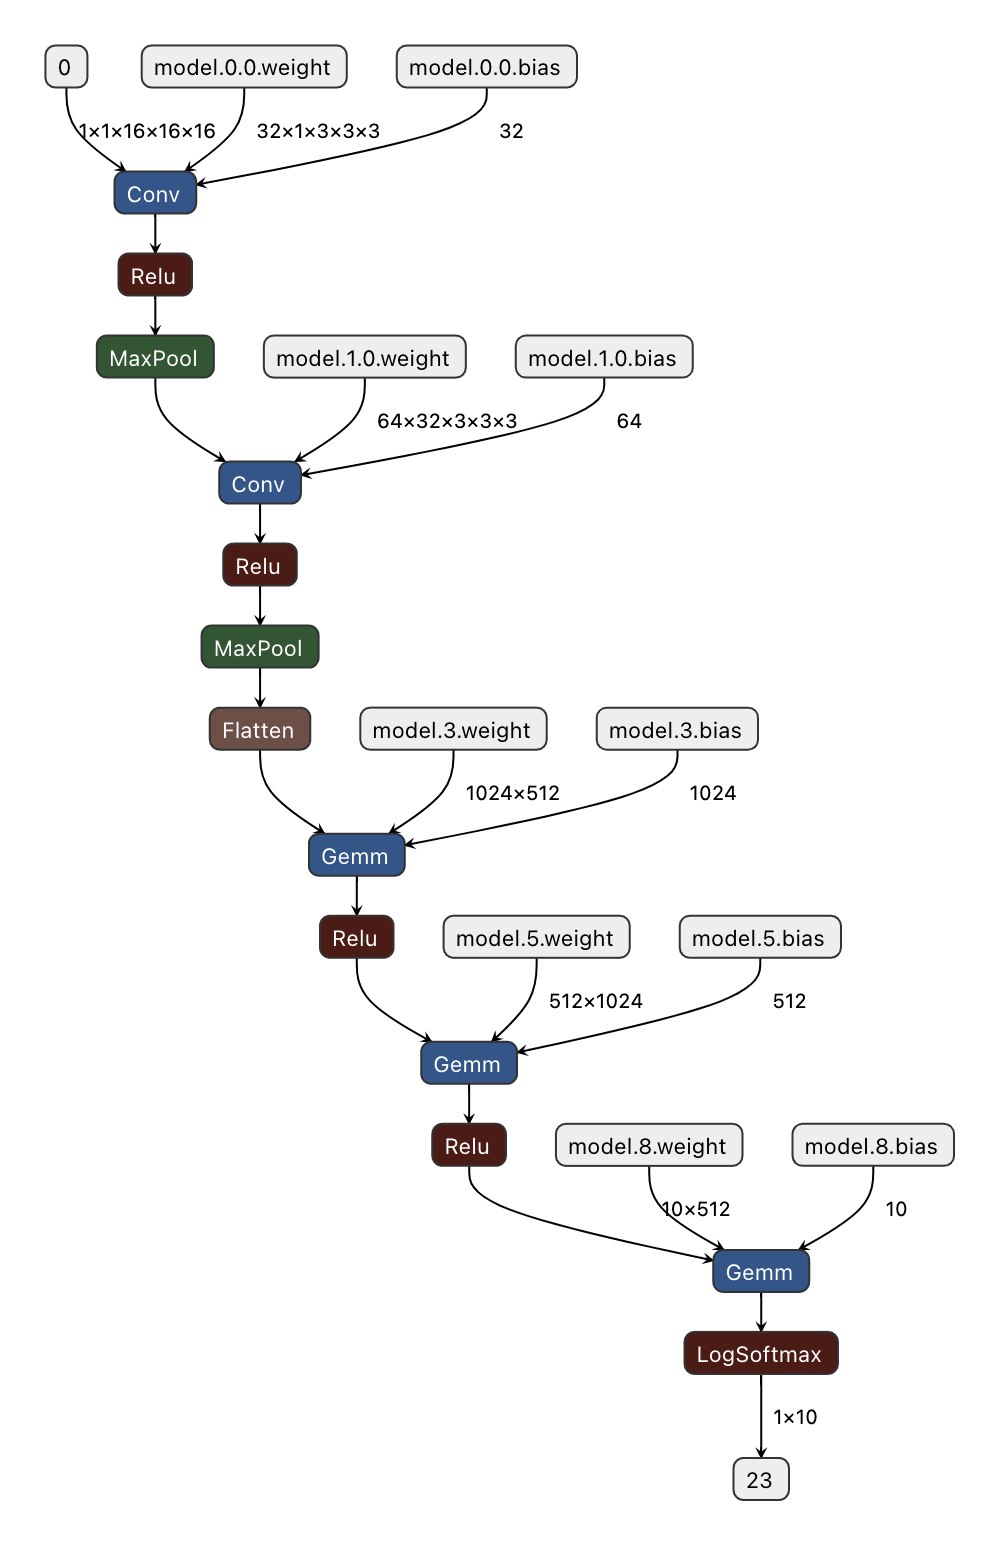 0
model.0.0.weight
model.0.0.bias
1×1×16×16×16
32×1×3×3×3
32
Conv
Relu
MaxPool
model.1.0.weight
model.1.0.bias
64×32×3×3×3
64
Conv
Relu
MaxPool
Flatten
model.3.weight
model.3.bias
1024×512
1024
Gemm
Relu
model.5.weight
model.5.bias
512×1024
512
Gemm
Relu
model.8.weight
model.8.bias
10×512
10
Gemm
LogSoftmax
1×10
23